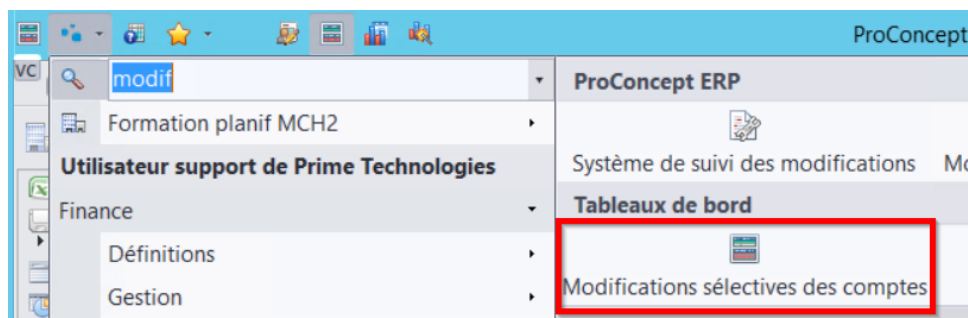 ProConcept
VC
modif
ProConcept ERP
Formation planif MCH2
Utilisateur support de Prime Technologies
Système de suivi des modifications
Finance
Tableaux de bord
Définitions
Gestion
Modifications sélectives des comptes